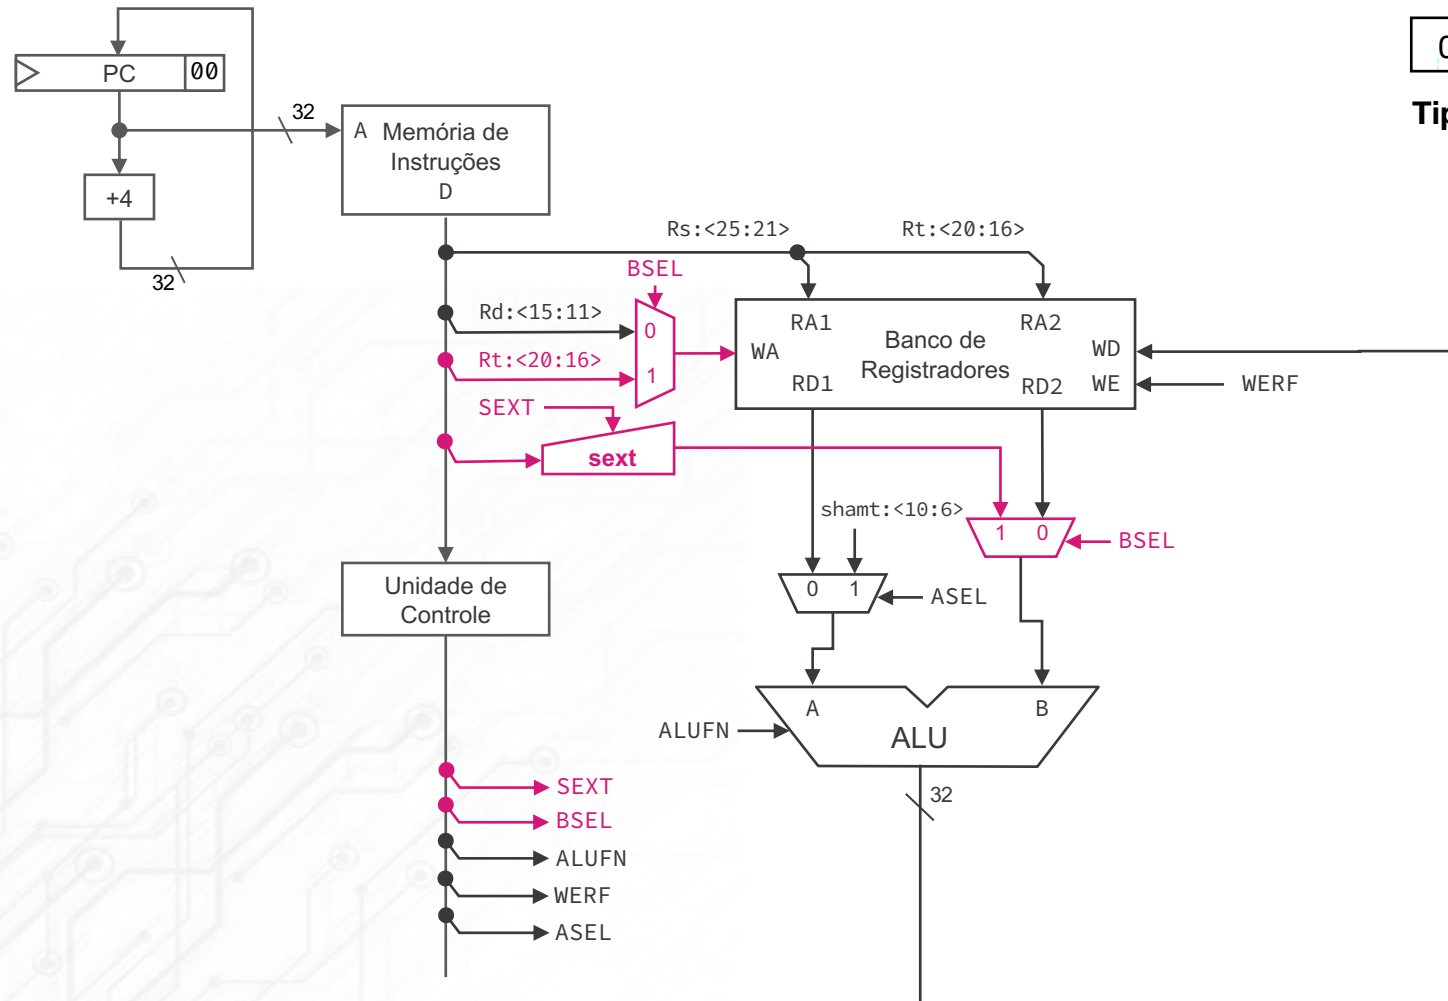 PC 00
32
A Memória de
Instruções
D
+4
32
Tip
Rs:<25:21> Rt:<20:16>
BSEL
Rd:<15:11>
0
Rt:<20:16>
1
SEXT
sext
RA1 RA2
WA
Banco de
Registradores
WD
RD1 RD2 WE
WERF
shamt:<10:6>
1 0
BSEL
0 1
ASEL
Unidade de
Controle
A B
ALUFN
ALU
32
SEXT
BSEL
ALUFN
WERF
ASEL